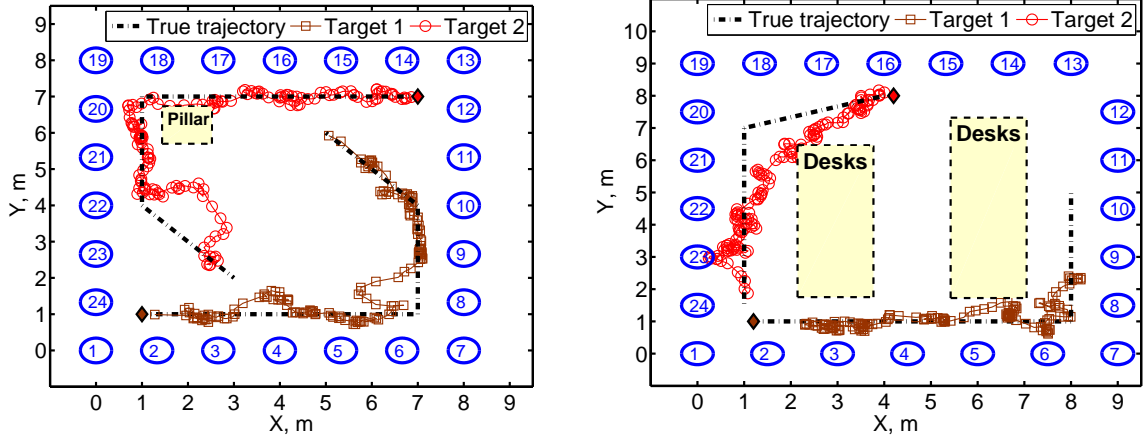 True trajectory Target 1 Target 2
9
8
7
6
5
4
3
2
1
0
Y, m
19 18 17 16 15 14 13
20 12
Pillar
21 11
22 10
23 9
24 8
1 2 3 4 5 6 7
0 1 2 3 4 5 6 7 8 9
X, m
True trajectory Target 1 Target 2
10
9
8
7
6
5
4
3
2
1
0
Y, m
19 18 17 16 15 14 13
20 12
Desks
21 Desks 11
22 10
23 9
24 8
1 2 3 4 5 6 7
0 1 2 3 4 5 6 7 8 9
X, m